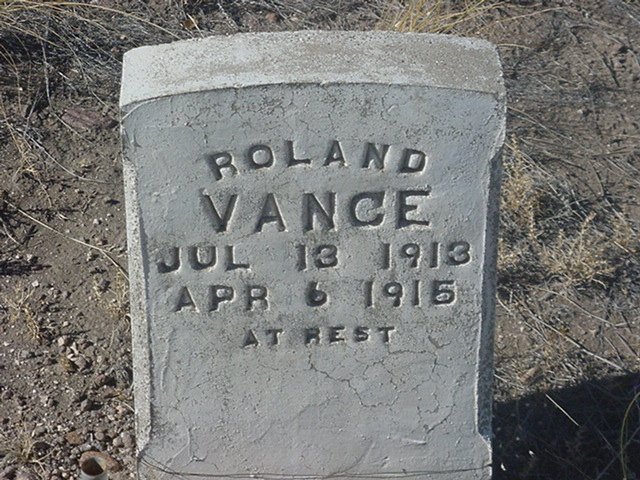 ROLAND
VANCE
JUL 13 1913
APR 6 1915
AT REST